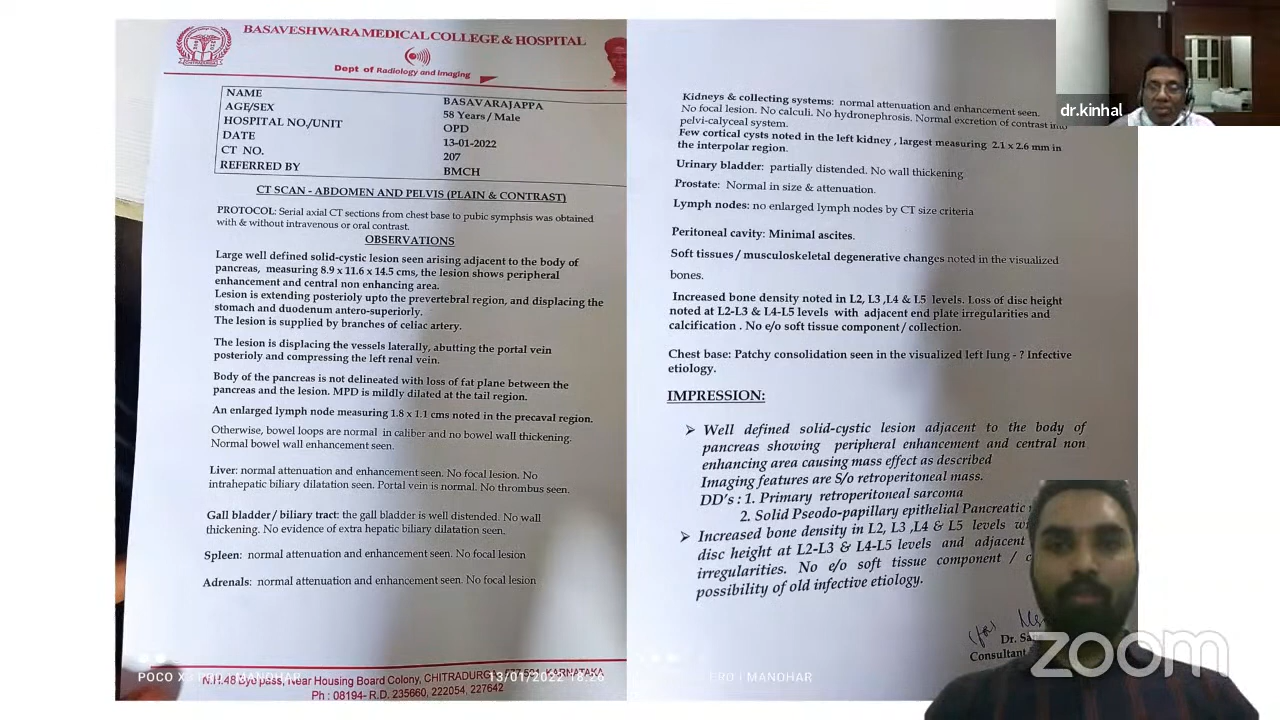 BASAVESHWARA MEDICAL COLLEGE & HOSPITAL
Dept of Radiology and Imaging
NAME BASAVARAJAPPA
AGE/SEX 58 Years / Male
HOSPITAL NO./UNIT OPD
DATE 13-01-2022
CT NO. 207
REFERRED BY BMCH
CT SCAN - ABDOMEN AND PELVIS (PLAIN & CONTRAST)
PROTOCOL: Serial axial CT sections from chest base to pubic symphsis was obtained
with & without intravenous or oral contrast.
OBSERVATIONS
Large well defined solid-cystic lesion seen arising adjacent to the body of
pancreas, measuring 8.9 x 11.6 x 14.5 cms, the lesion shows peripheral
enhancement and central non enhancing area.
Lesion is extending posterioly upto the prevertebral region, and displacing the
stomach and duodenum antero-superiorly.
The lesion is supplied by branches of celiac artery.
The lesion is displacing the vessels laterally, abutting the portal vein
posterioly and compressing the left renal vein.
Body of the pancreas is not delineated with loss of fat plane between the
pancreas and the lesion. MPD is mildly dilated at the tail region.
An enlarged lymph node measuring 1.8 x 1.1 cms noted in the precaval region.
Otherwise, bowel loops are normal in caliber and no bowel wall thickening.
Normal bowel wall enhancement seen.
Liver: normal attenuation and enhancement seen. No focal lesion. No
intrahepatic biliary dilatation seen. Portal vein is normal. No thrombus seen.
Gall bladder / biliary tract: the gall bladder is well distended. No wall
thickening. No evidence of extra hepatic biliary dilatation seen.
Spleen: normal attenuation and enhancement seen. No focal lesion
Adrenals: normal attenuation and enhancement seen. No focal lesion
Near Housing Board Colony, CHITRADURGA KARNATAKA
Ph : 08194- R.D. 235660, 222054, 227642
POCO
13/01/2022 18:26
Kidneys & collecting systems: normal attenuation and enhancement seen.
No focal lesion. No calculi. No hydronephrosis. Normal excretion of contrast into
pelvi-calyceal system.
Few cortical cysts noted in the left kidney , largest measuring 2.1 x 2.6 mm in
the interpolar region.
Urinary bladder: partially distended. No wall thickening
Prostate: Normal in size & attenuation.
Lymph nodes: no enlarged lymph nodes by CT size criteria
Peritoneal cavity: Minimal ascites.
Soft tissues / musculoskeletal degenerative changes noted in the visualized
bones.
Increased bone density noted in L2, L3 ,L4 & L5 levels. Loss of disc height
noted at L2-L3 & L4-L5 levels with adjacent end plate irregularities and
calcification . No e/o soft tissue component / collection.
Chest base: Patchy consolidation seen in the visualized left lung - ? Infective
etiology.
IMPRESSION:
➢ Well defined solid-cystic lesion adjacent to the body of
pancreas showing peripheral enhancement and central non
enhancing area causing mass effect as described
Imaging features are S/o retroperitoneal mass.
DD's : 1. Primary retroperitoneal sarcoma
2. Solid Pseodo-papillary epithelial Pancreatic
➢ Increased bone density in L2, L3 ,L4 & L5 levels
disc height at L2-L3 & L4-L5 levels and adjacent
irregularities. No e/o soft tissue component /
possibility of old infective etiology.
Dr.
Consultant
MANDHAR
dr.kinhal
zoom